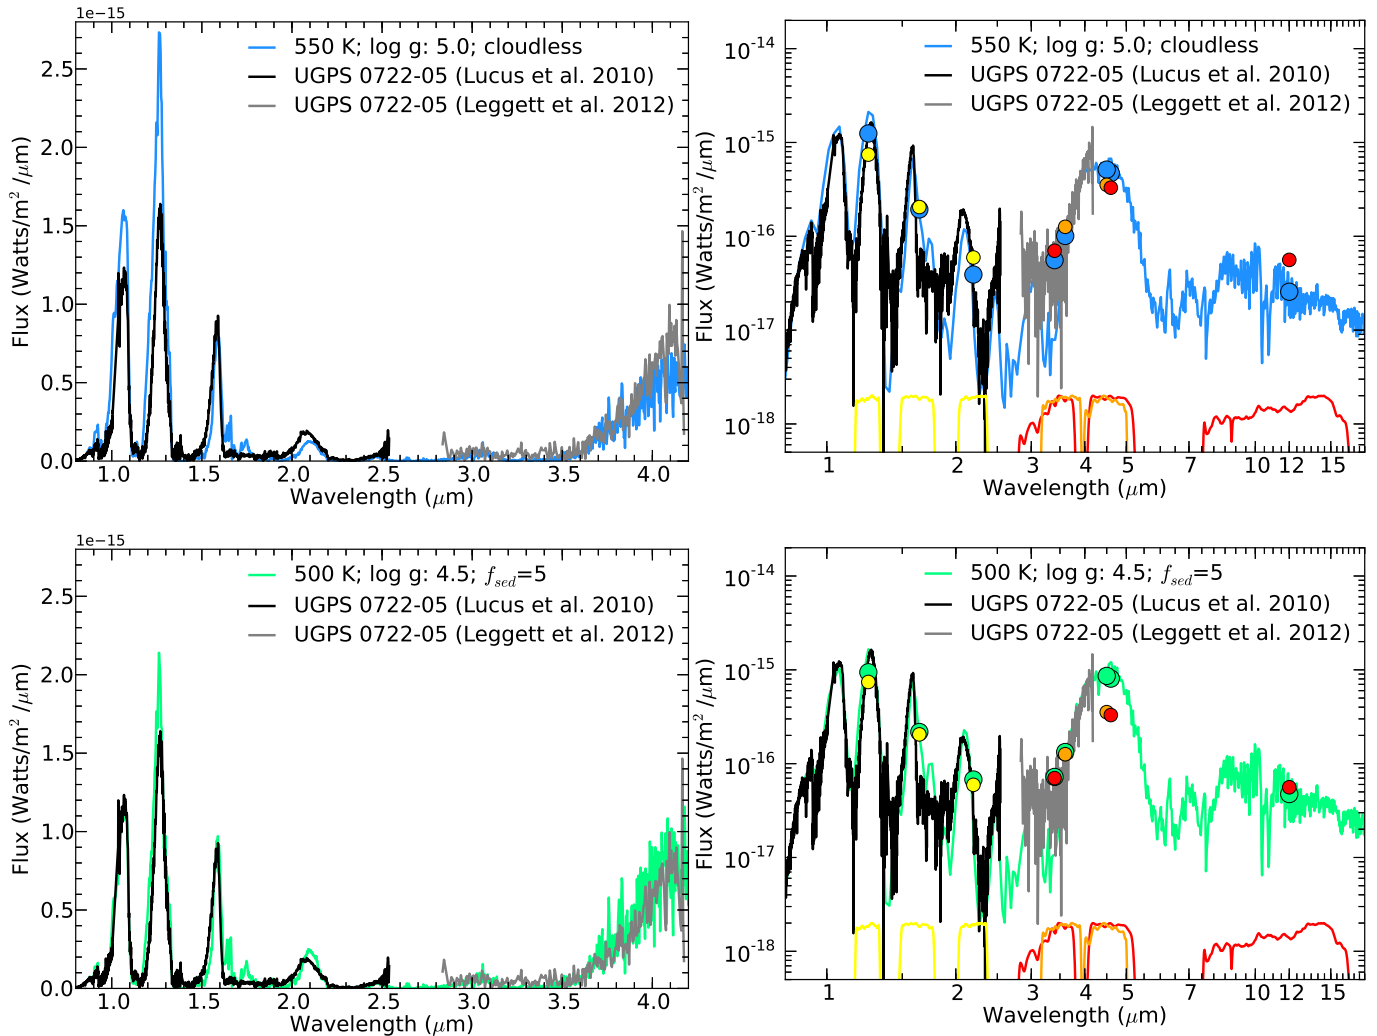 1e−15
550 K; log g: 5.0; cloudless
UGPS 0722-05 (Lucus et al. 2010)
UGPS 0722-05 (Leggett et al. 2012)
Flux (Watts/m² /μm)
2.5
2.0
1.5
1.0
0.5
0.0
1.0 1.5 2.0 2.5 3.0 3.5 4.0
Wavelength (μm)
550 K; log g: 5.0; cloudless
UGPS 0722-05 (Lucus et al. 2010)
UGPS 0722-05 (Leggett et al. 2012)
Flux (Watts/m² /μm)
10⁻¹⁴
10⁻¹⁵
10⁻¹⁶
10⁻¹⁷
10⁻¹⁸
1 2 3 4 5 7 10 12 15
Wavelength (μm)
1e−15
500 K; log g: 4.5; f_sed=5
UGPS 0722-05 (Lucus et al. 2010)
UGPS 0722-05 (Leggett et al. 2012)
Flux (Watts/m² /μm)
2.5
2.0
1.5
1.0
0.5
0.0
1.0 1.5 2.0 2.5 3.0 3.5 4.0
Wavelength (μm)
500 K; log g: 4.5; f_sed=5
UGPS 0722-05 (Lucus et al. 2010)
UGPS 0722-05 (Leggett et al. 2012)
Flux (Watts/m² /μm)
10⁻¹⁴
10⁻¹⁵
10⁻¹⁶
10⁻¹⁷
10⁻¹⁸
1 2 3 4 5 7 10 12 15
Wavelength (μm)